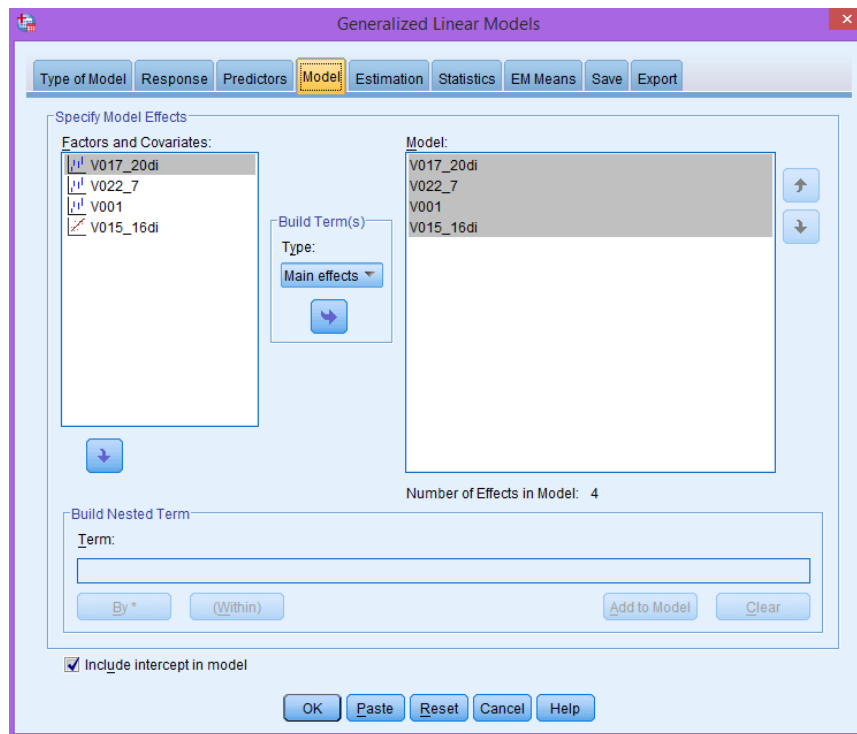 Generalized Linear Models
Type of Model Response Predictors Model Estimation Statistics EM Means Save Export
Specify Model Effects
Factors and Covariates:
V017_20di
V022_7
V001
V015_16di
Build Term(s)
Type:
Main effects
Model:
V017_20di
V022_7
V001
V015_16di
Number of Effects in Model: 4
Build Nested Term
Term:
By *
(Within)
Add to Model
Clear
Include intercept in model
OK Paste Reset Cancel Help